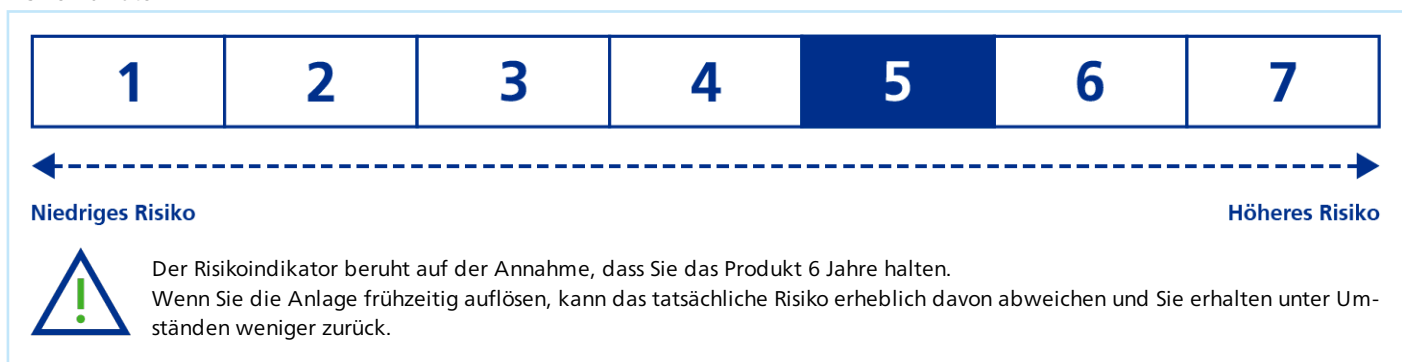 1 2 3 4 5 6 7
Niedriges Risiko Höheres Risiko
Der Risikoindikator beruht auf der Annahme, dass Sie das Produkt 6 Jahre halten.
Wenn Sie die Anlage frühzeitig auflösen, kann das tatsächliche Risiko erheblich davon abweichen und Sie erhalten unter Um-
ständen weniger zurück.